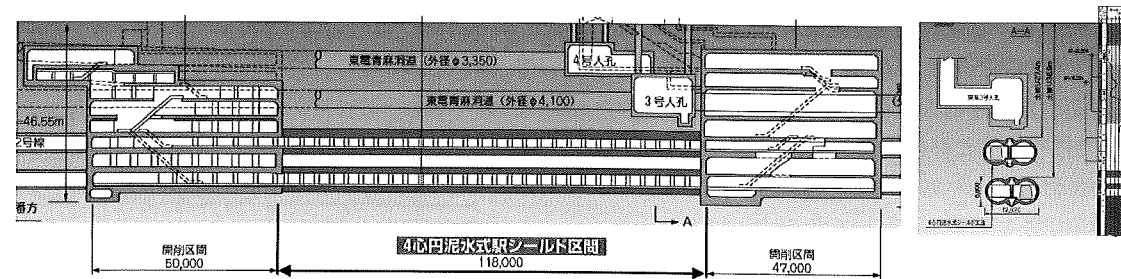 東電青麻洞道 (外径φ3,350)
4号人孔
東電青麻洞道 (外径φ4,100)
3号人孔
-46.55m
2号線
番方
A
開削区間
50,000
4心円泥水式駅シールド区間
118,000
開削区間
47,000
A-A